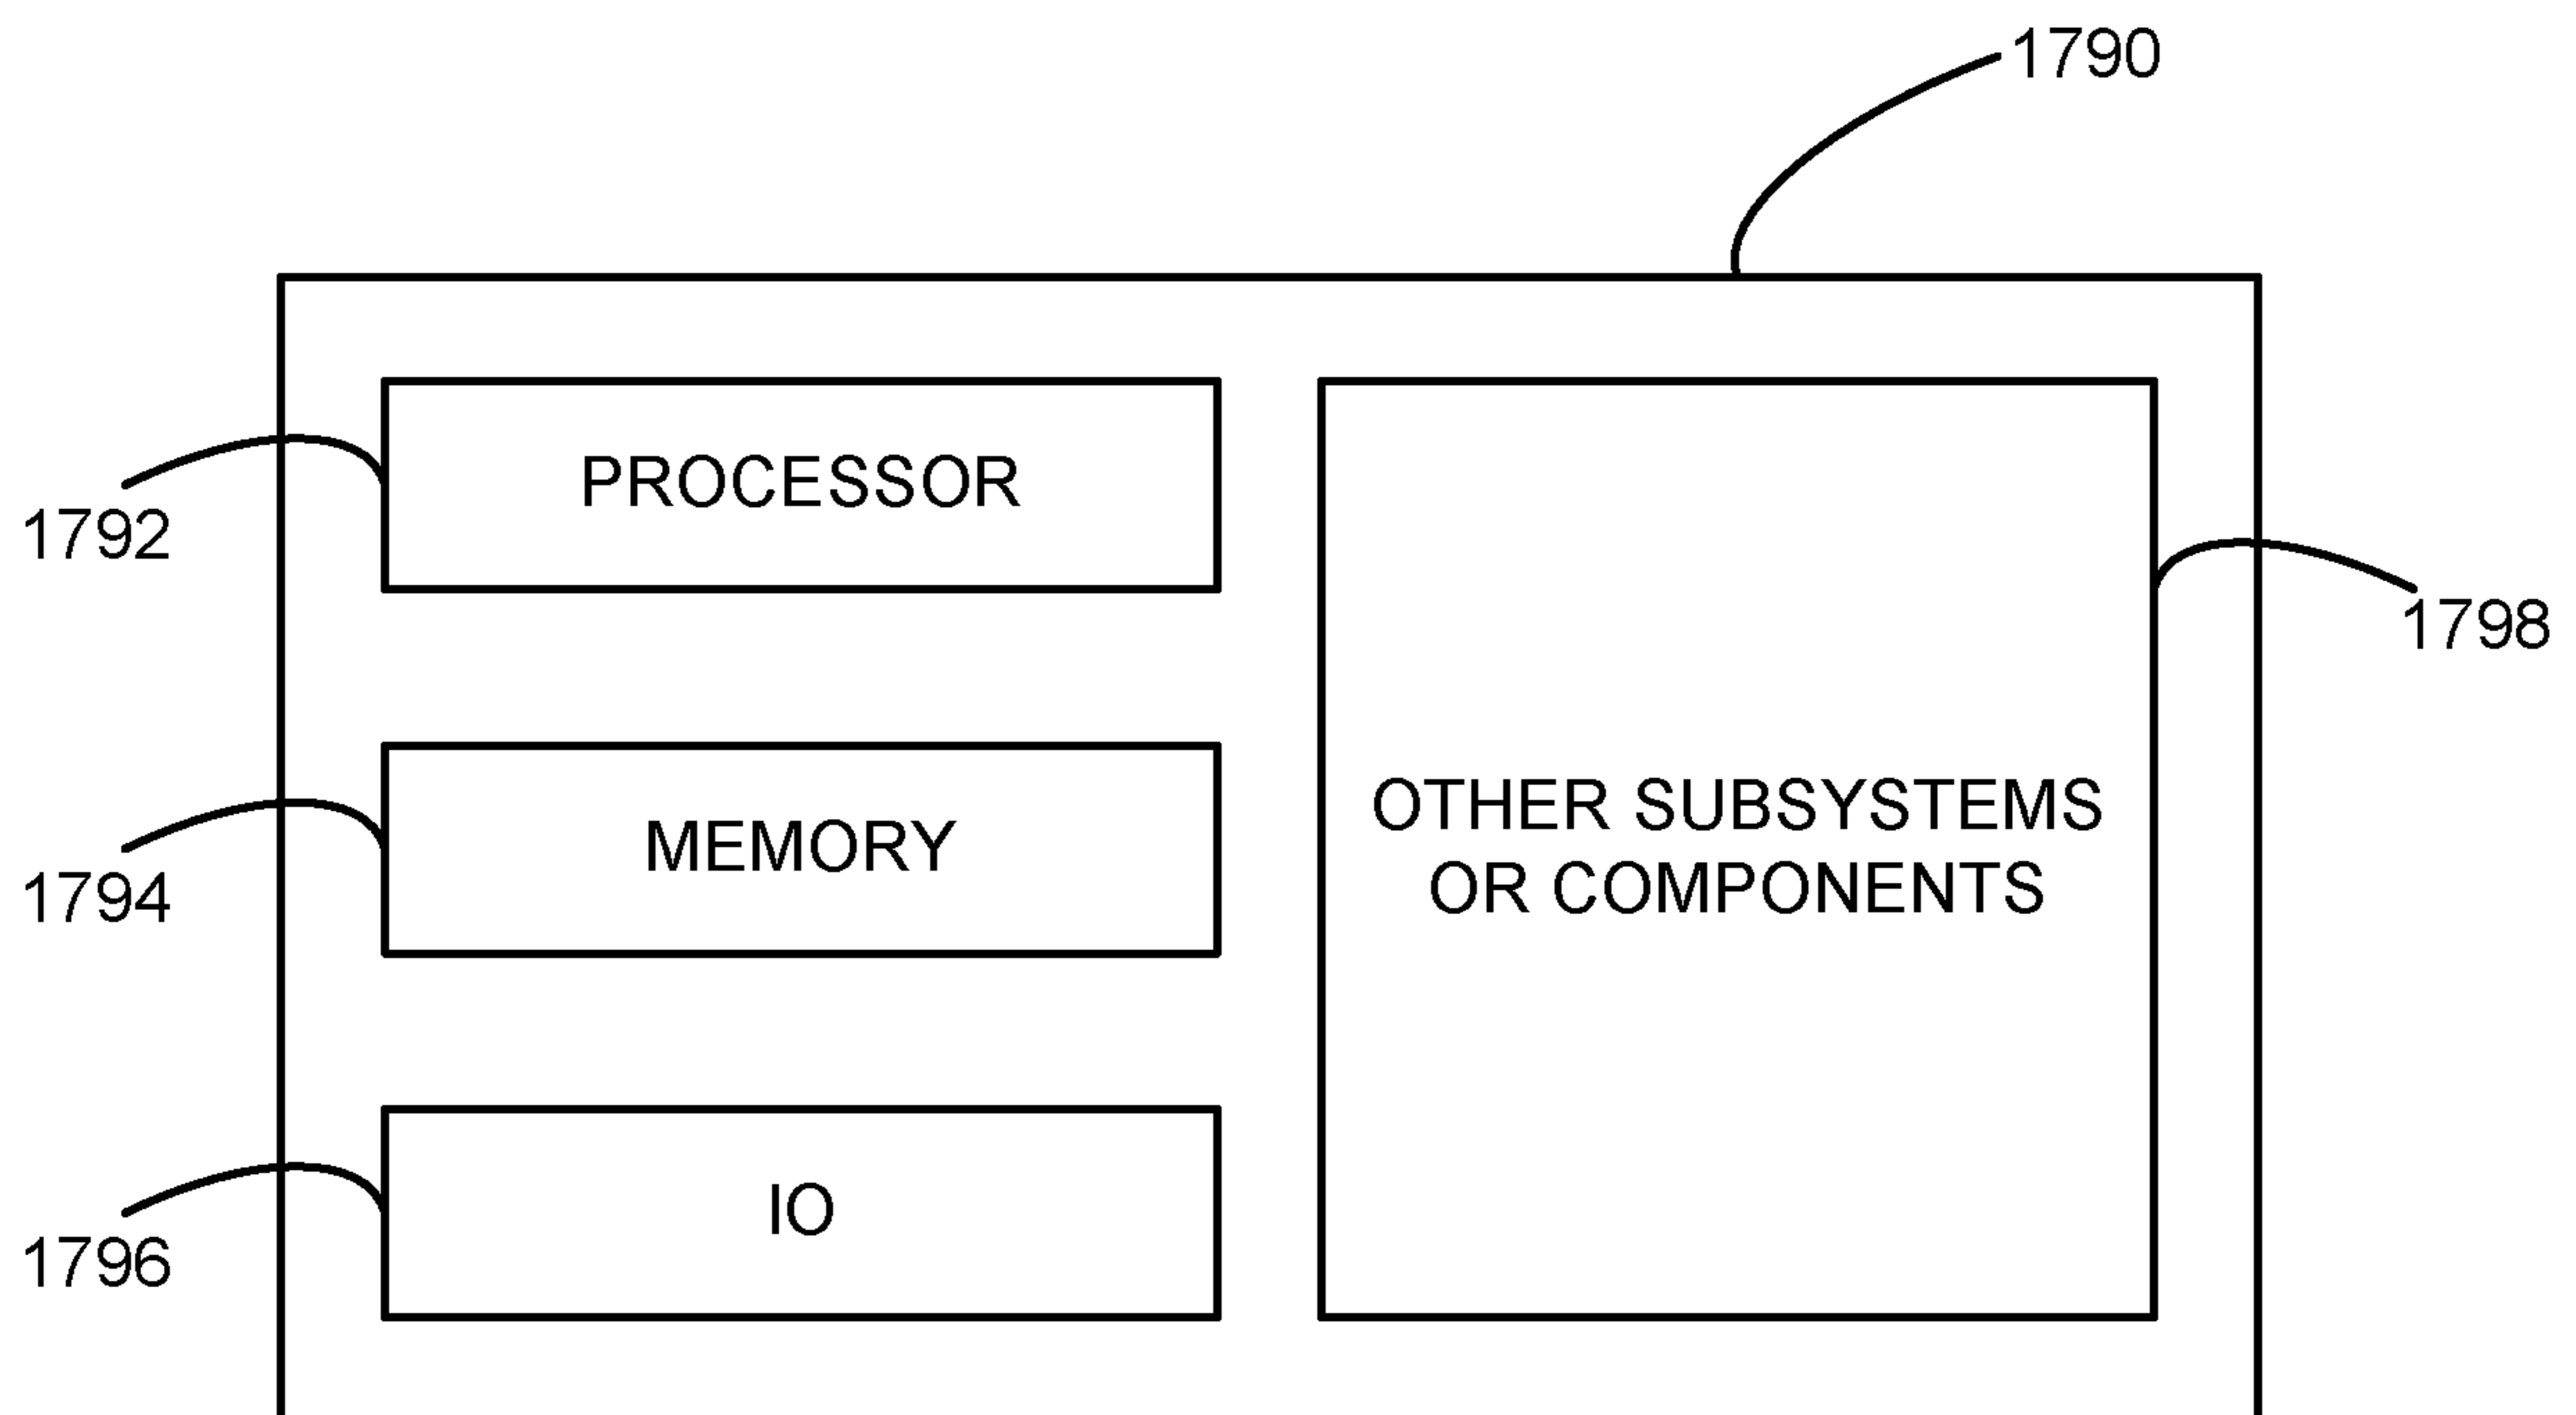 1790
PROCESSOR
1792
1798
OTHER SUBSYSTEMS
OR COMPONENTS
MEMORY
1794
IO
1796